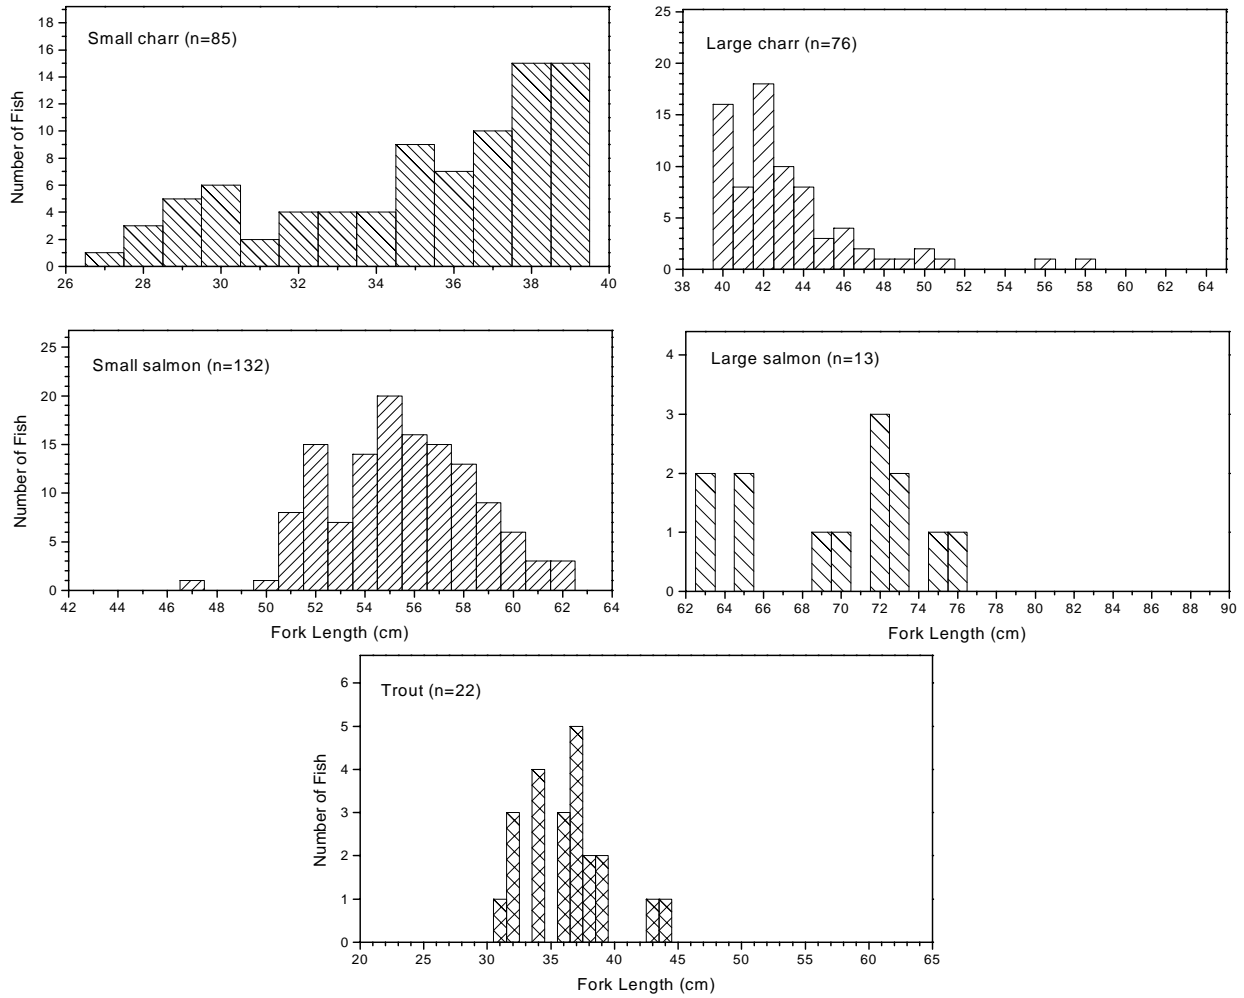 Small charr (n=85)
Number of Fish
18
16
14
12
10
8
6
4
2
0
26 28 30 32 34 36 38 40
Large charr (n=76)
25
20
15
10
5
0
38 40 42 44 46 48 50 52 54 56 58 60 62 64
Small salmon (n=132)
Number of Fish
25
20
15
10
5
0
42 44 46 48 50 52 54 56 58 60 62 64
Fork Length (cm)
Large salmon (n=13)
4
3
2
1
0
62 64 66 68 70 72 74 76 78 80 82 84 86 88 90
Fork Length (cm)
Trout (n=22)
Number of Fish
6
5
4
3
2
1
0
20 25 30 35 40 45 50 55 60 65
Fork Length (cm)